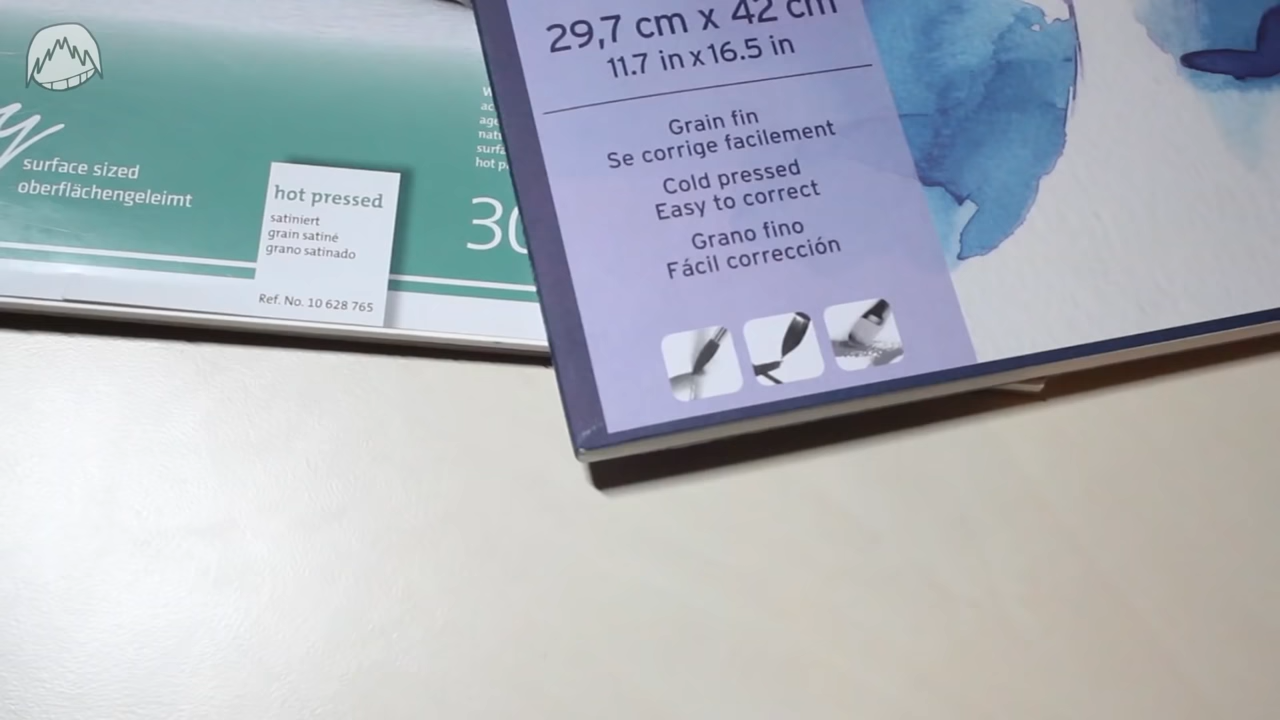 surface sized
oberflächengeleimt
hot pressed
satiniert
grain satiné
grano satinado
Ref. No. 10 628 765
hot p
29,7 cm x 42 cm
11.7 in x 16.5 in
Grain fin
Se corrige facilement
Cold pressed
Easy to correct
Grano fino
Fácil corrección